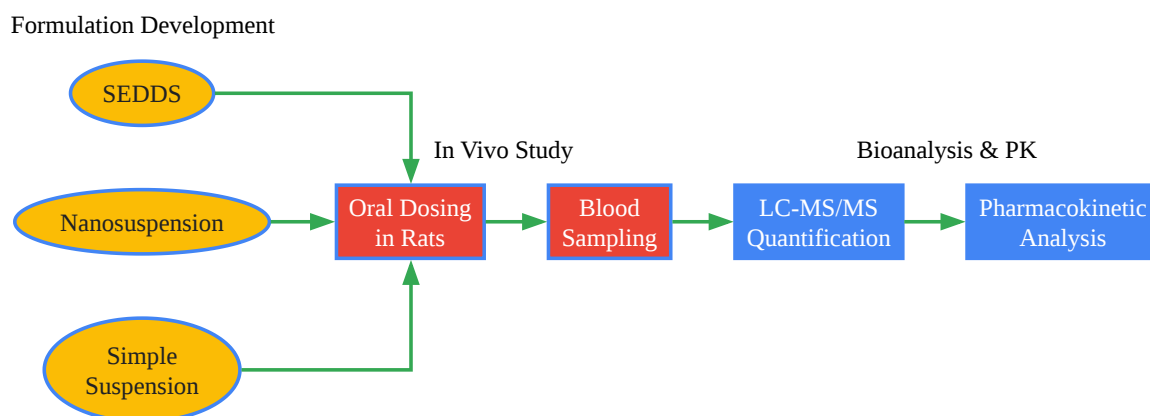 Formulation Development
SEDDS
In Vivo Study
Bioanalysis & PK
Nanosuspension
Oral Dosing
in Rats
Blood
Sampling
LC-MS/MS
Quantification
Pharmacokinetic
Analysis
Simple
Suspension